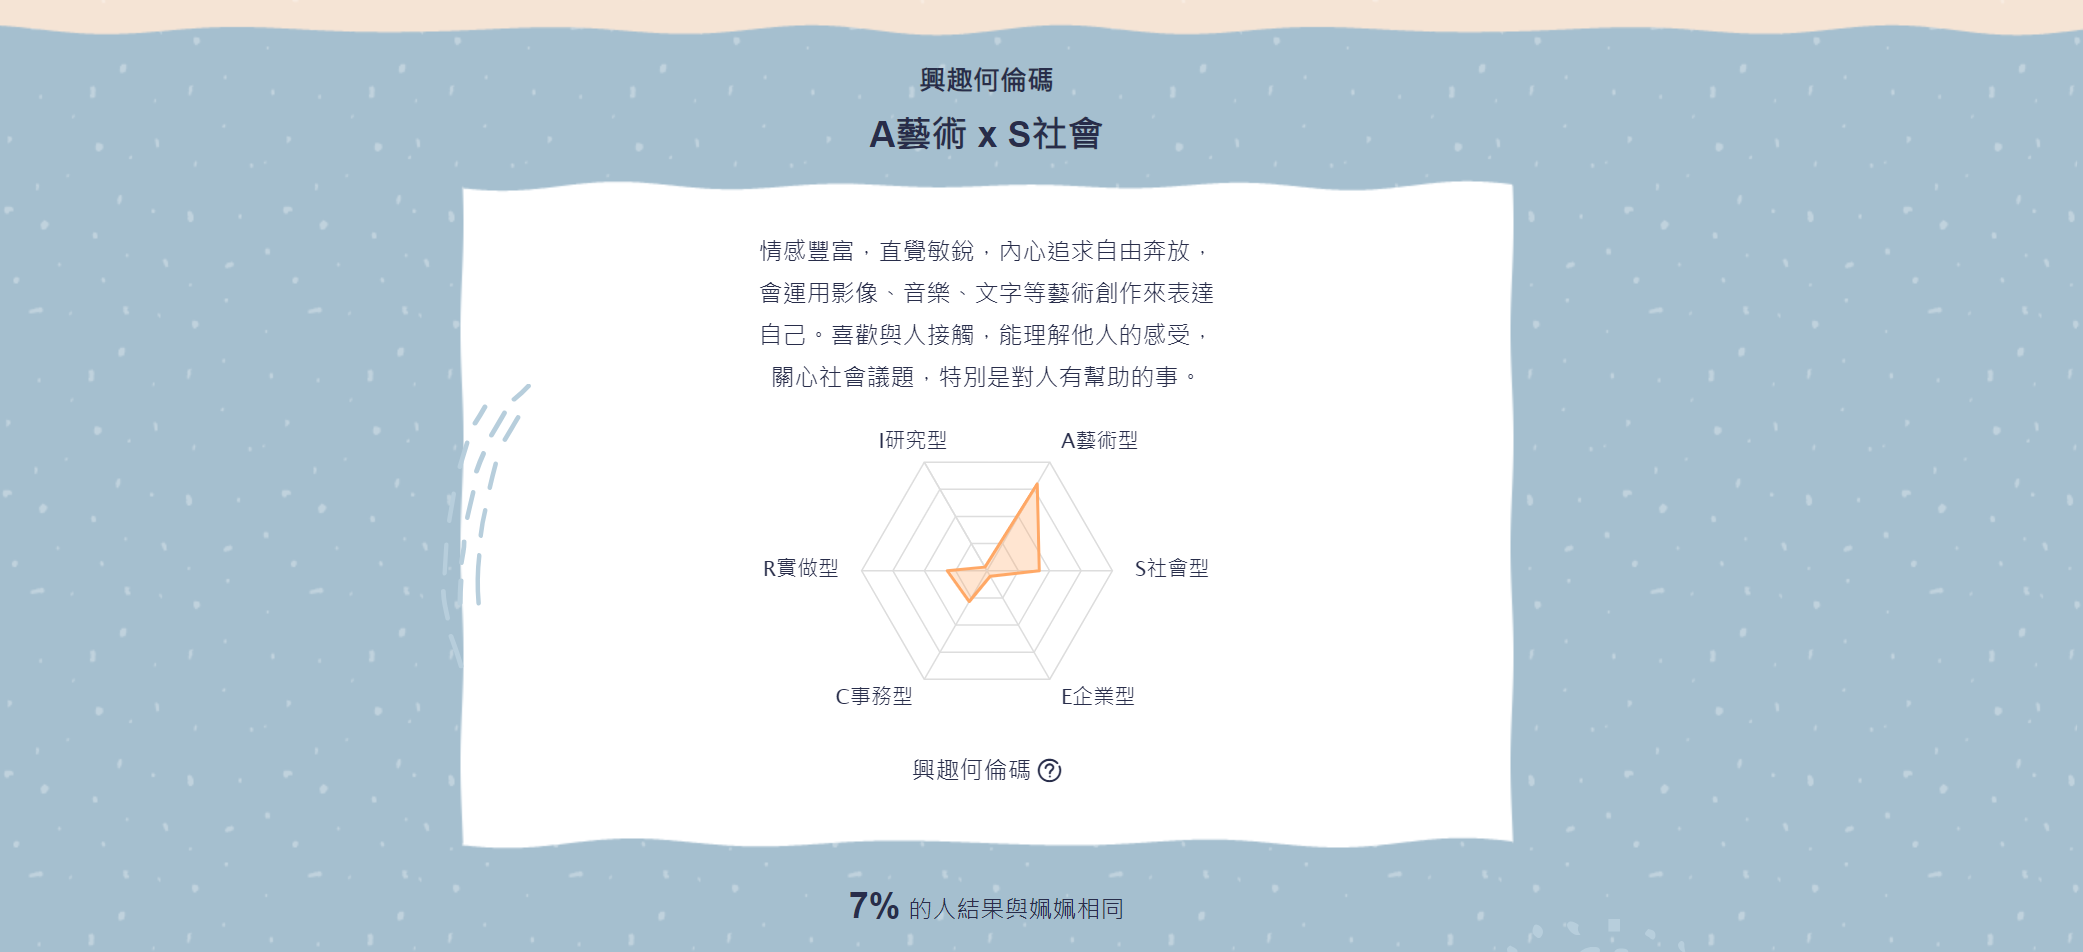 興趣何倫碼
A藝術 x S社會
情感豐富，直覺敏銳，內心追求自由奔放，
會運用影像、音樂、文字等藝術創作來表達
自己。喜歡與人接觸，能理解他人的感受，
關心社會議題，特別是對人有幫助的事。
I研究型
A藝術型
R實做型
S社會型
C事務型
E企業型
興趣何倫碼 ?
7% 的人結果與姵姵相同